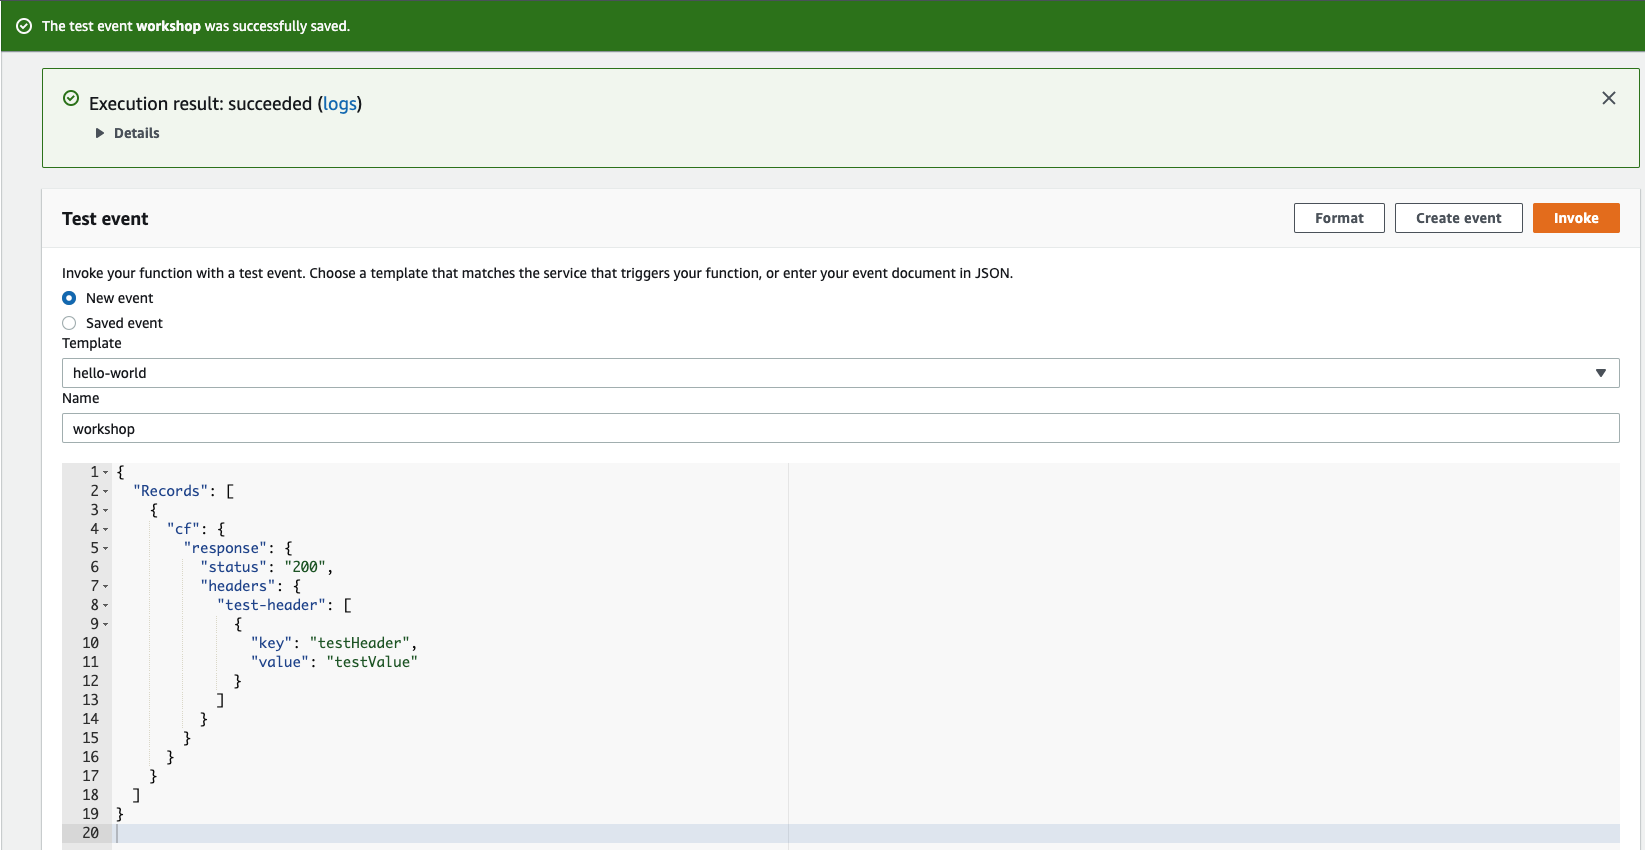 The test event workshop was successfully saved.
Execution result: succeeded (logs)
Details
Test event
Format
Create event
Invoke
Invoke your function with a test event. Choose a template that matches the service that triggers your function, or enter your event document in JSON.
New event
Saved event
Template
hello-world
Name
workshop
1 {
2 "Records": [
3 {
4 "cf": {
5 "response": {
6 "status": "200",
7 "headers": {
8 "test-header": [
9 {
10 "key": "testHeader",
11 "value": "testValue"
12 }
13 ]
14 }
15 }
16 }
17 }
18 ]
19 }
20